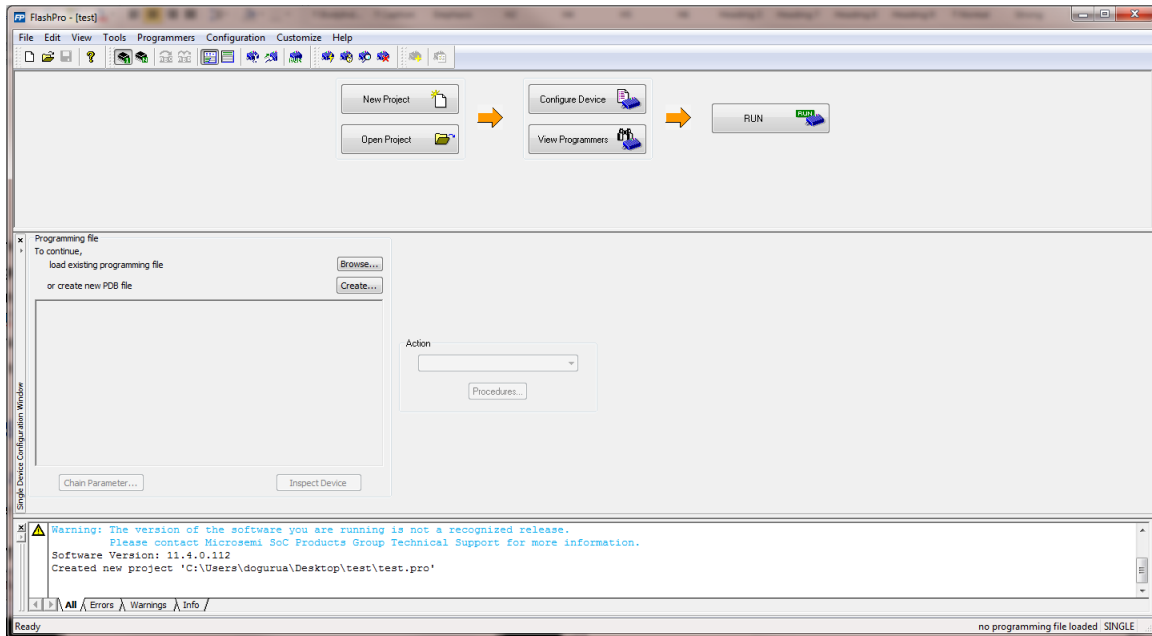 FlashPro - [test]
File Edit View Tools Programmers Configuration Customize Help
New Project
Configure Device
RUN
RUN
Open Project
View Programmers
Programming file
To continue,
load existing programming file
Browse...
or create new PDB file
Create...
Action
Procedures...
Chain Parameter...
Inspect Device
Single Device Configuration Window
Warning: The version of the software you are running is not a recognized release.
Please contact Microsemi SoC Products Group Technical Support for more information.
Software Version: 11.4.0.112
Created new project 'C:\Users\dogurua\Desktop\test\test.pro'
All Errors Warnings Info
Ready
no programming file loaded SINGLE